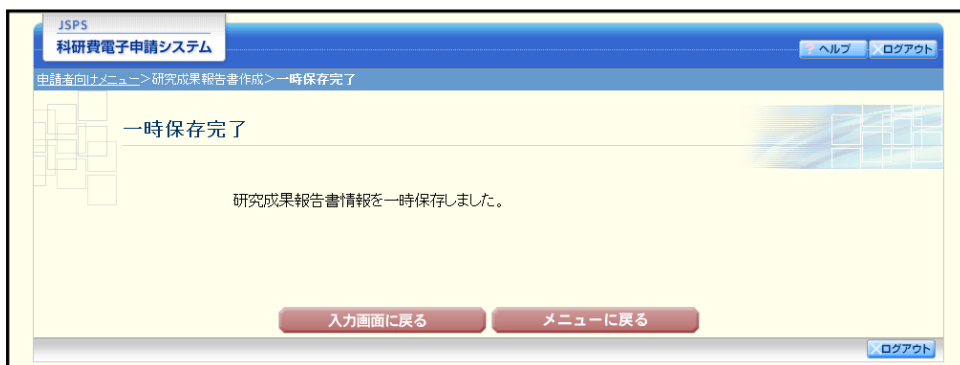 JSPS
科研費電子申請システム
? ヘルプ ×ログアウト
申請者向けメニュー>研究成果報告書作成>一時保存完了
一時保存完了
研究成果報告書情報を一時保存しました。
入力画面に戻る メニューに戻る
×ログアウト